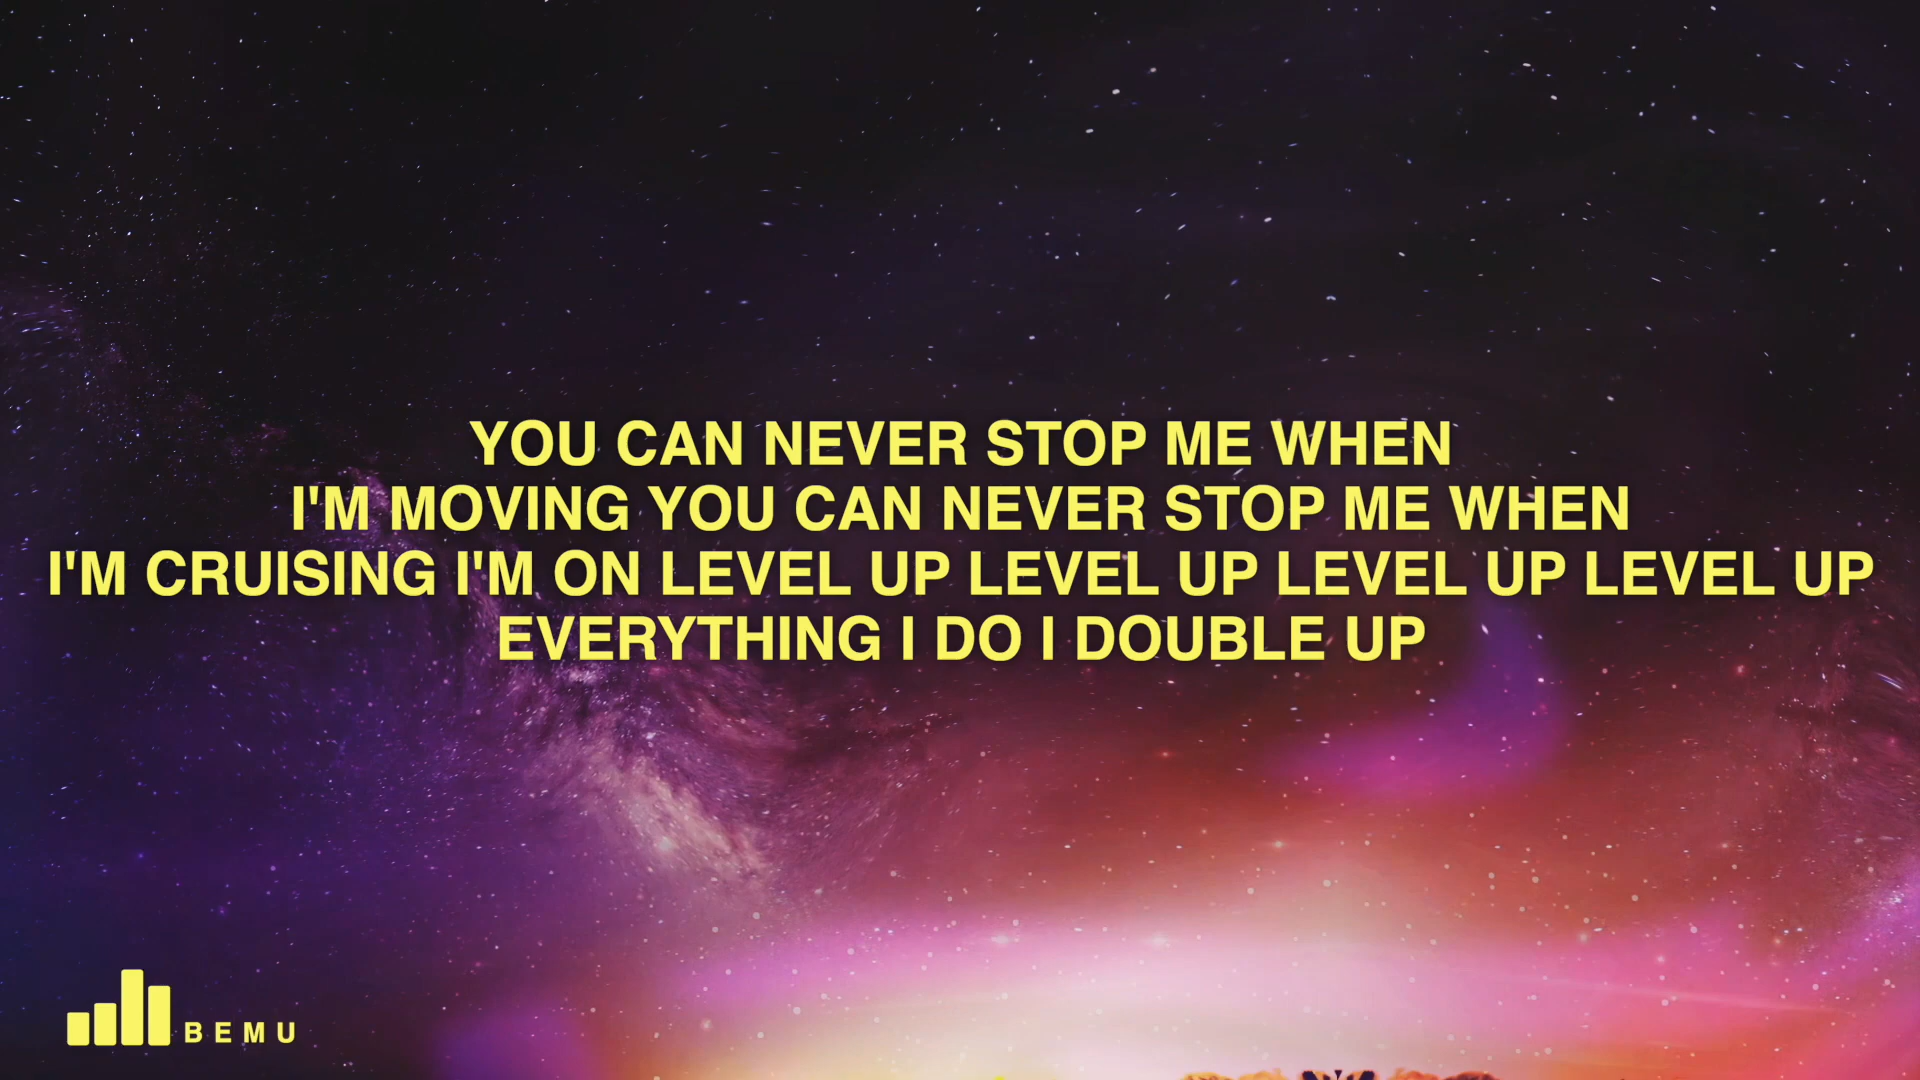 YOU CAN NEVER STOP ME WHEN
I'M MOVING YOU CAN NEVER STOP ME WHEN
I'M CRUISING I'M ON LEVEL UP LEVEL UP LEVEL UP LEVEL UP
EVERYTHING I DO I DOUBLE UP
BEMU